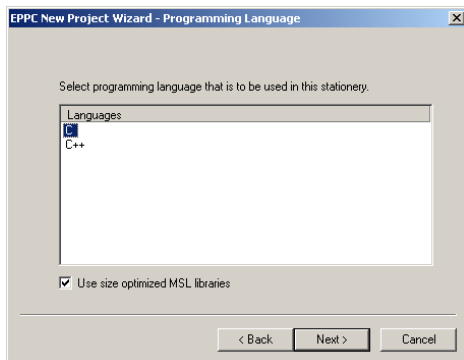 EPPC New Project Wizard - Programming Language
Select programming language that is to be used in this stationery.
Languages
C
C++
Use size optimized MSL libraries
< Back Next > Cancel